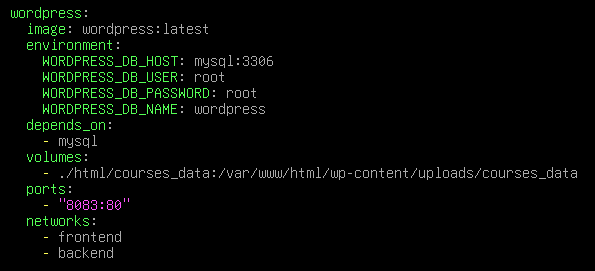 wordpress:
  image: wordpress:latest
  environment:
    WORDPRESS_DB_HOST: mysql:3306
    WORDPRESS_DB_USER: root
    WORDPRESS_DB_PASSWORD: root
    WORDPRESS_DB_NAME: wordpress
  depends_on:
    - mysql
  volumes:
    - ./html/courses_data:/var/www/html/wp-content/uploads/courses_data
  ports:
    - "8083:80"
  networks:
    - frontend
    - backend